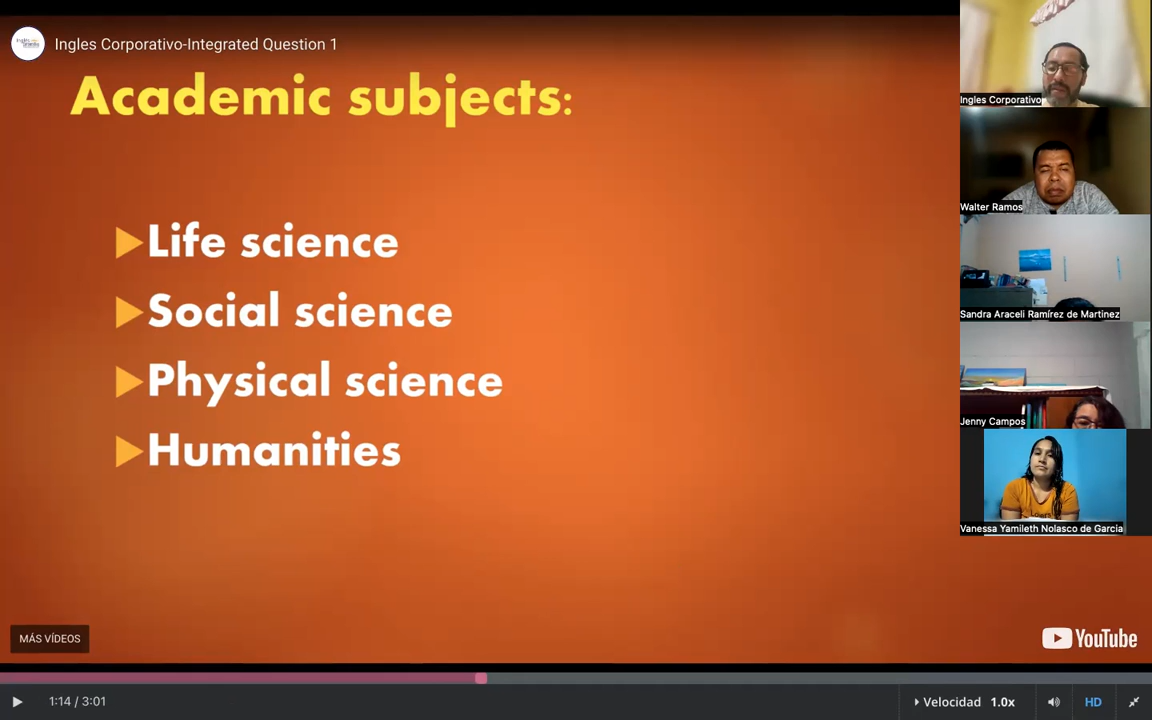 Ingles Corporativo-Integrated Question 1
Academic subjects:
Life science
Social science
Physical science
Humanities
Ingles Corporativo
Walter Ramos
Sandra Araceli Ramírez de Martinez
Jenny Campos
Vanessa Yamileth Nolasco de Garcia
MÁS VÍDEOS
YouTube
1:14 / 3:01
Velocidad 1.0x
HD